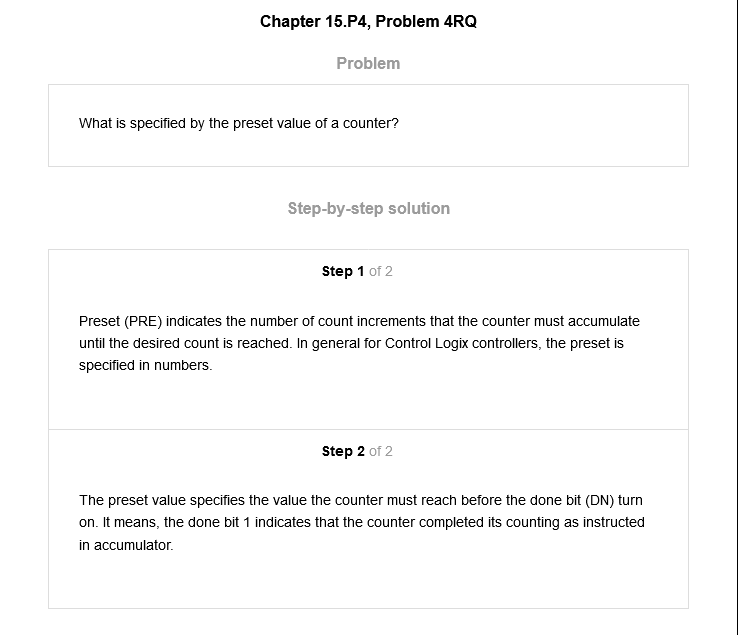 Chapter 15.P4, Problem 4RQ
Problem
What is specified by the preset value of a counter?
Step-by-step solution
Step 1 of 2
Preset (PRE) indicates the number of count increments that the counter must accumulate
until the desired count is reached. In general for Control Logix controllers, the preset is
specified in numbers.
Step 2 of 2
The preset value specifies the value the counter must reach before the done bit (DN) turn
on. It means, the done bit 1 indicates that the counter completed its counting as instructed
in accumulator.